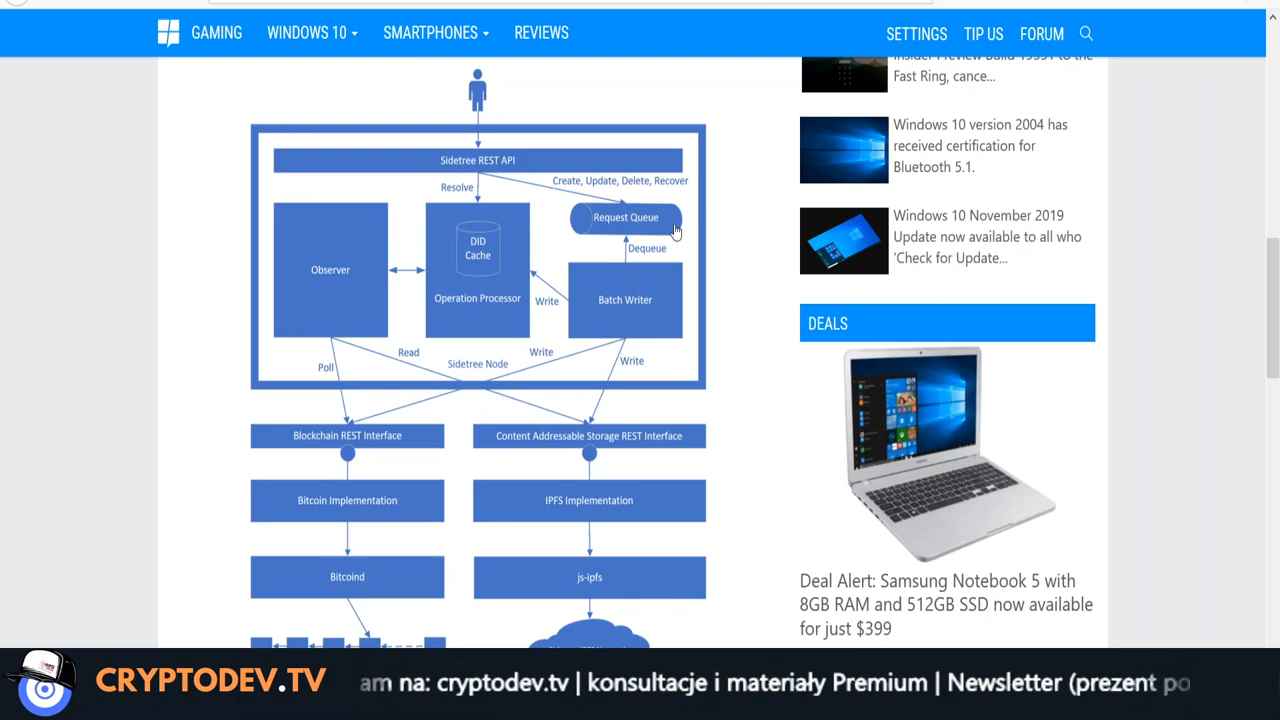 GAMING WINDOWS 10 SMARTPHONES REVIEWS SETTINGS TIP US FORUM
Sidetree REST API
Resolve
Create, Update, Delete, Recover
Request Queue
Dequeue
Observer
DID
Cache
Operation Processor
Write
Batch Writer
Poll
Read
Sidetree Node
Write
Write
Blockchain REST Interface
Content Addressable Storage REST Interface
Bitcoin Implementation
IPFS Implementation
Bitcoind
js-ipfs
Fast Ring, cance...
Windows 10 version 2004 has
received certification for
Bluetooth 5.1.
Windows 10 November 2019
Update now available to all who
‘Check for Update...
DEALS
Deal Alert: Samsung Notebook 5 with
8GB RAM and 512GB SSD now available
for just $399
CRYPTODEV.TV
am na: cryptodev.tv | konsultacje i materiały Premium | Newsletter (prezent po